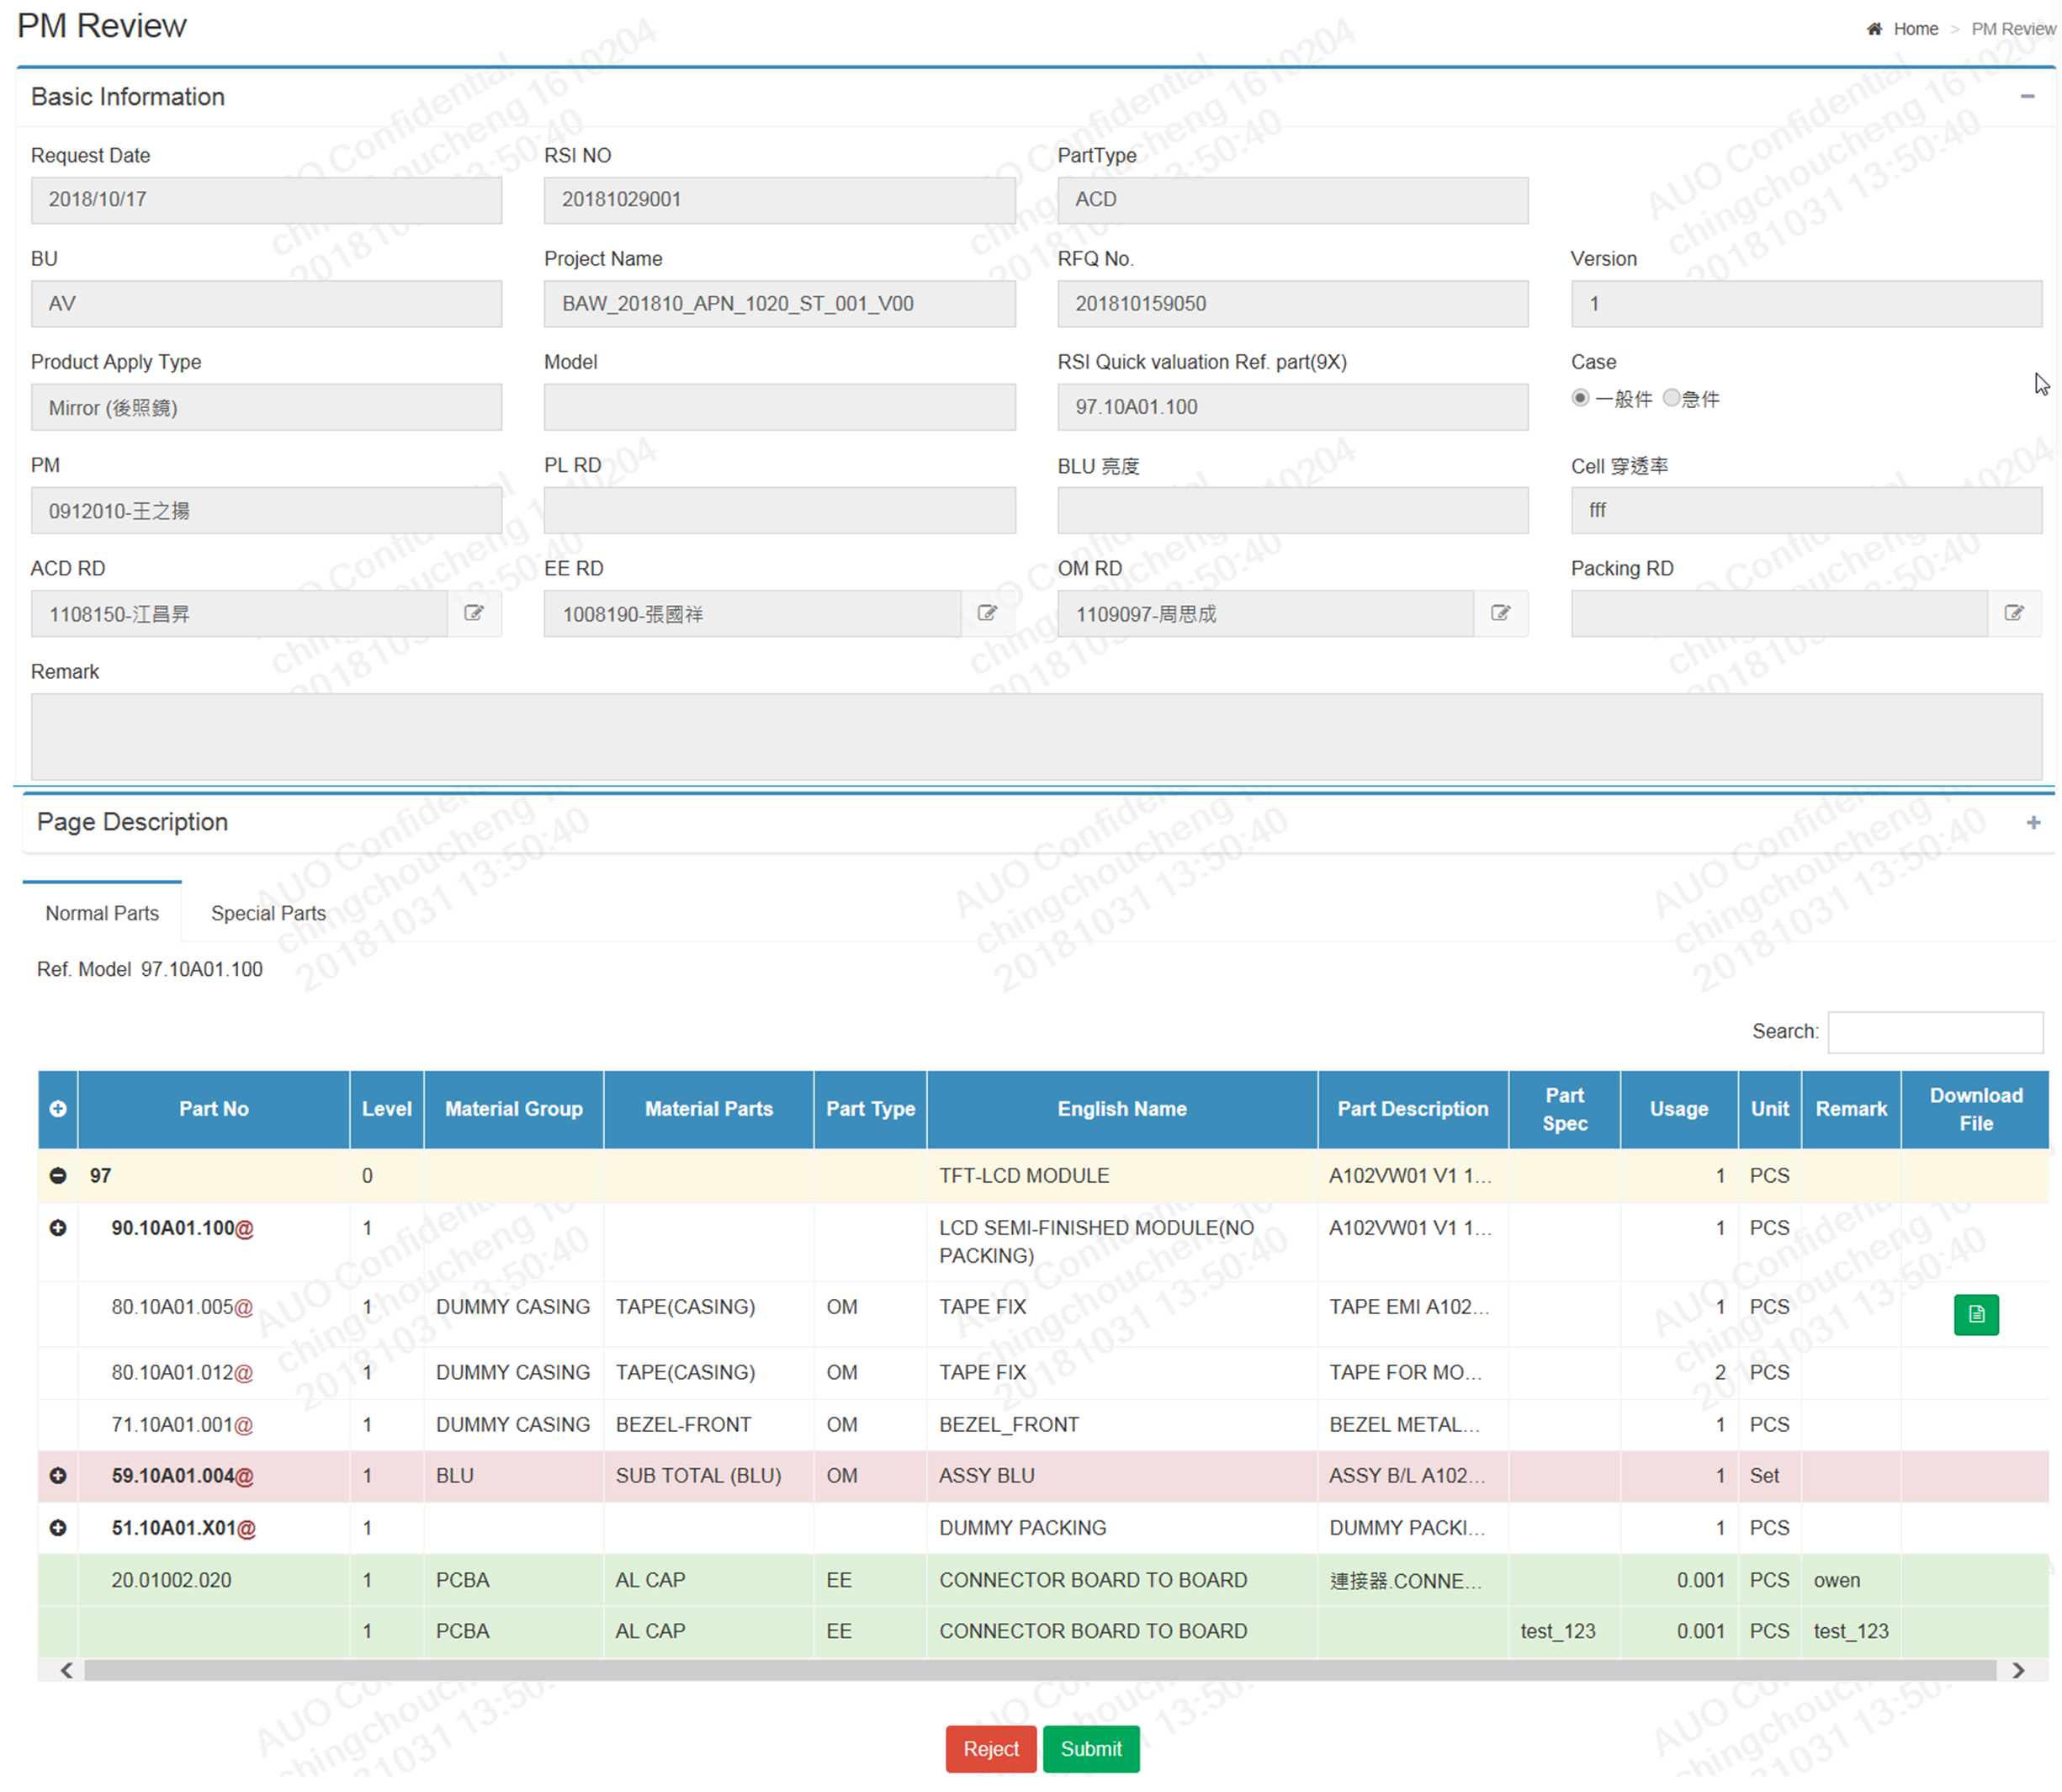 PM Review
Home > PM Review
Basic Information
Request Date RSI NO PartType
2018/10/17 20181029001 ACD
BU Project Name RFQ No. Version
AV BAW_201810_APN_1020_ST_001_V00 201810159050 1
Product Apply Type Model RSI Quick valuation Ref. part(9X) Case
Mirror (後照鏡) 97.10A01.100 一般件 急件
PM PL RD BLU 亮度 Cell 穿透率
0912010-王之揚 fff
ACD RD EE RD OM RD Packing RD
1108150-江昌昇 1008190-張國祥 1109097-周思成
Remark
Page Description
Normal Parts Special Parts
Ref. Model 97.10A01.100
Search:
Part No Level Material Group Material Parts Part Type English Name Part Description Part Spec Usage Unit Remark Download File
97 0 TFT-LCD MODULE A102VW01 V1 1... 1 PCS
90.10A01.100@ 1 LCD SEMI-FINISHED MODULE(NO PACKING) A102VW01 V1 1... 1 PCS
80.10A01.005@ 1 DUMMY CASING TAPE(CASING) OM TAPE FIX TAPE EMI A102... 1 PCS
80.10A01.012@ 1 DUMMY CASING TAPE(CASING) OM TAPE FIX TAPE FOR MO... 2 PCS
71.10A01.001@ 1 DUMMY CASING BEZEL-FRONT OM BEZEL_FRONT BEZEL METAL... 1 PCS
59.10A01.004@ 1 BLU SUB TOTAL (BLU) OM ASSY BLU ASSY B/L A102... 1 Set
51.10A01.X01@ 1 DUMMY PACKING DUMMY PACKI... 1 PCS
20.01002.020 1 PCBA AL CAP EE CONNECTOR BOARD TO BOARD 連接器.CONNE... 0.001 PCS owen
1 PCBA AL CAP EE CONNECTOR BOARD TO BOARD test_123 0.001 PCS test_123
Reject Submit
AUO Confidential
chingchoucheng 1610204
20181031 13:50:40